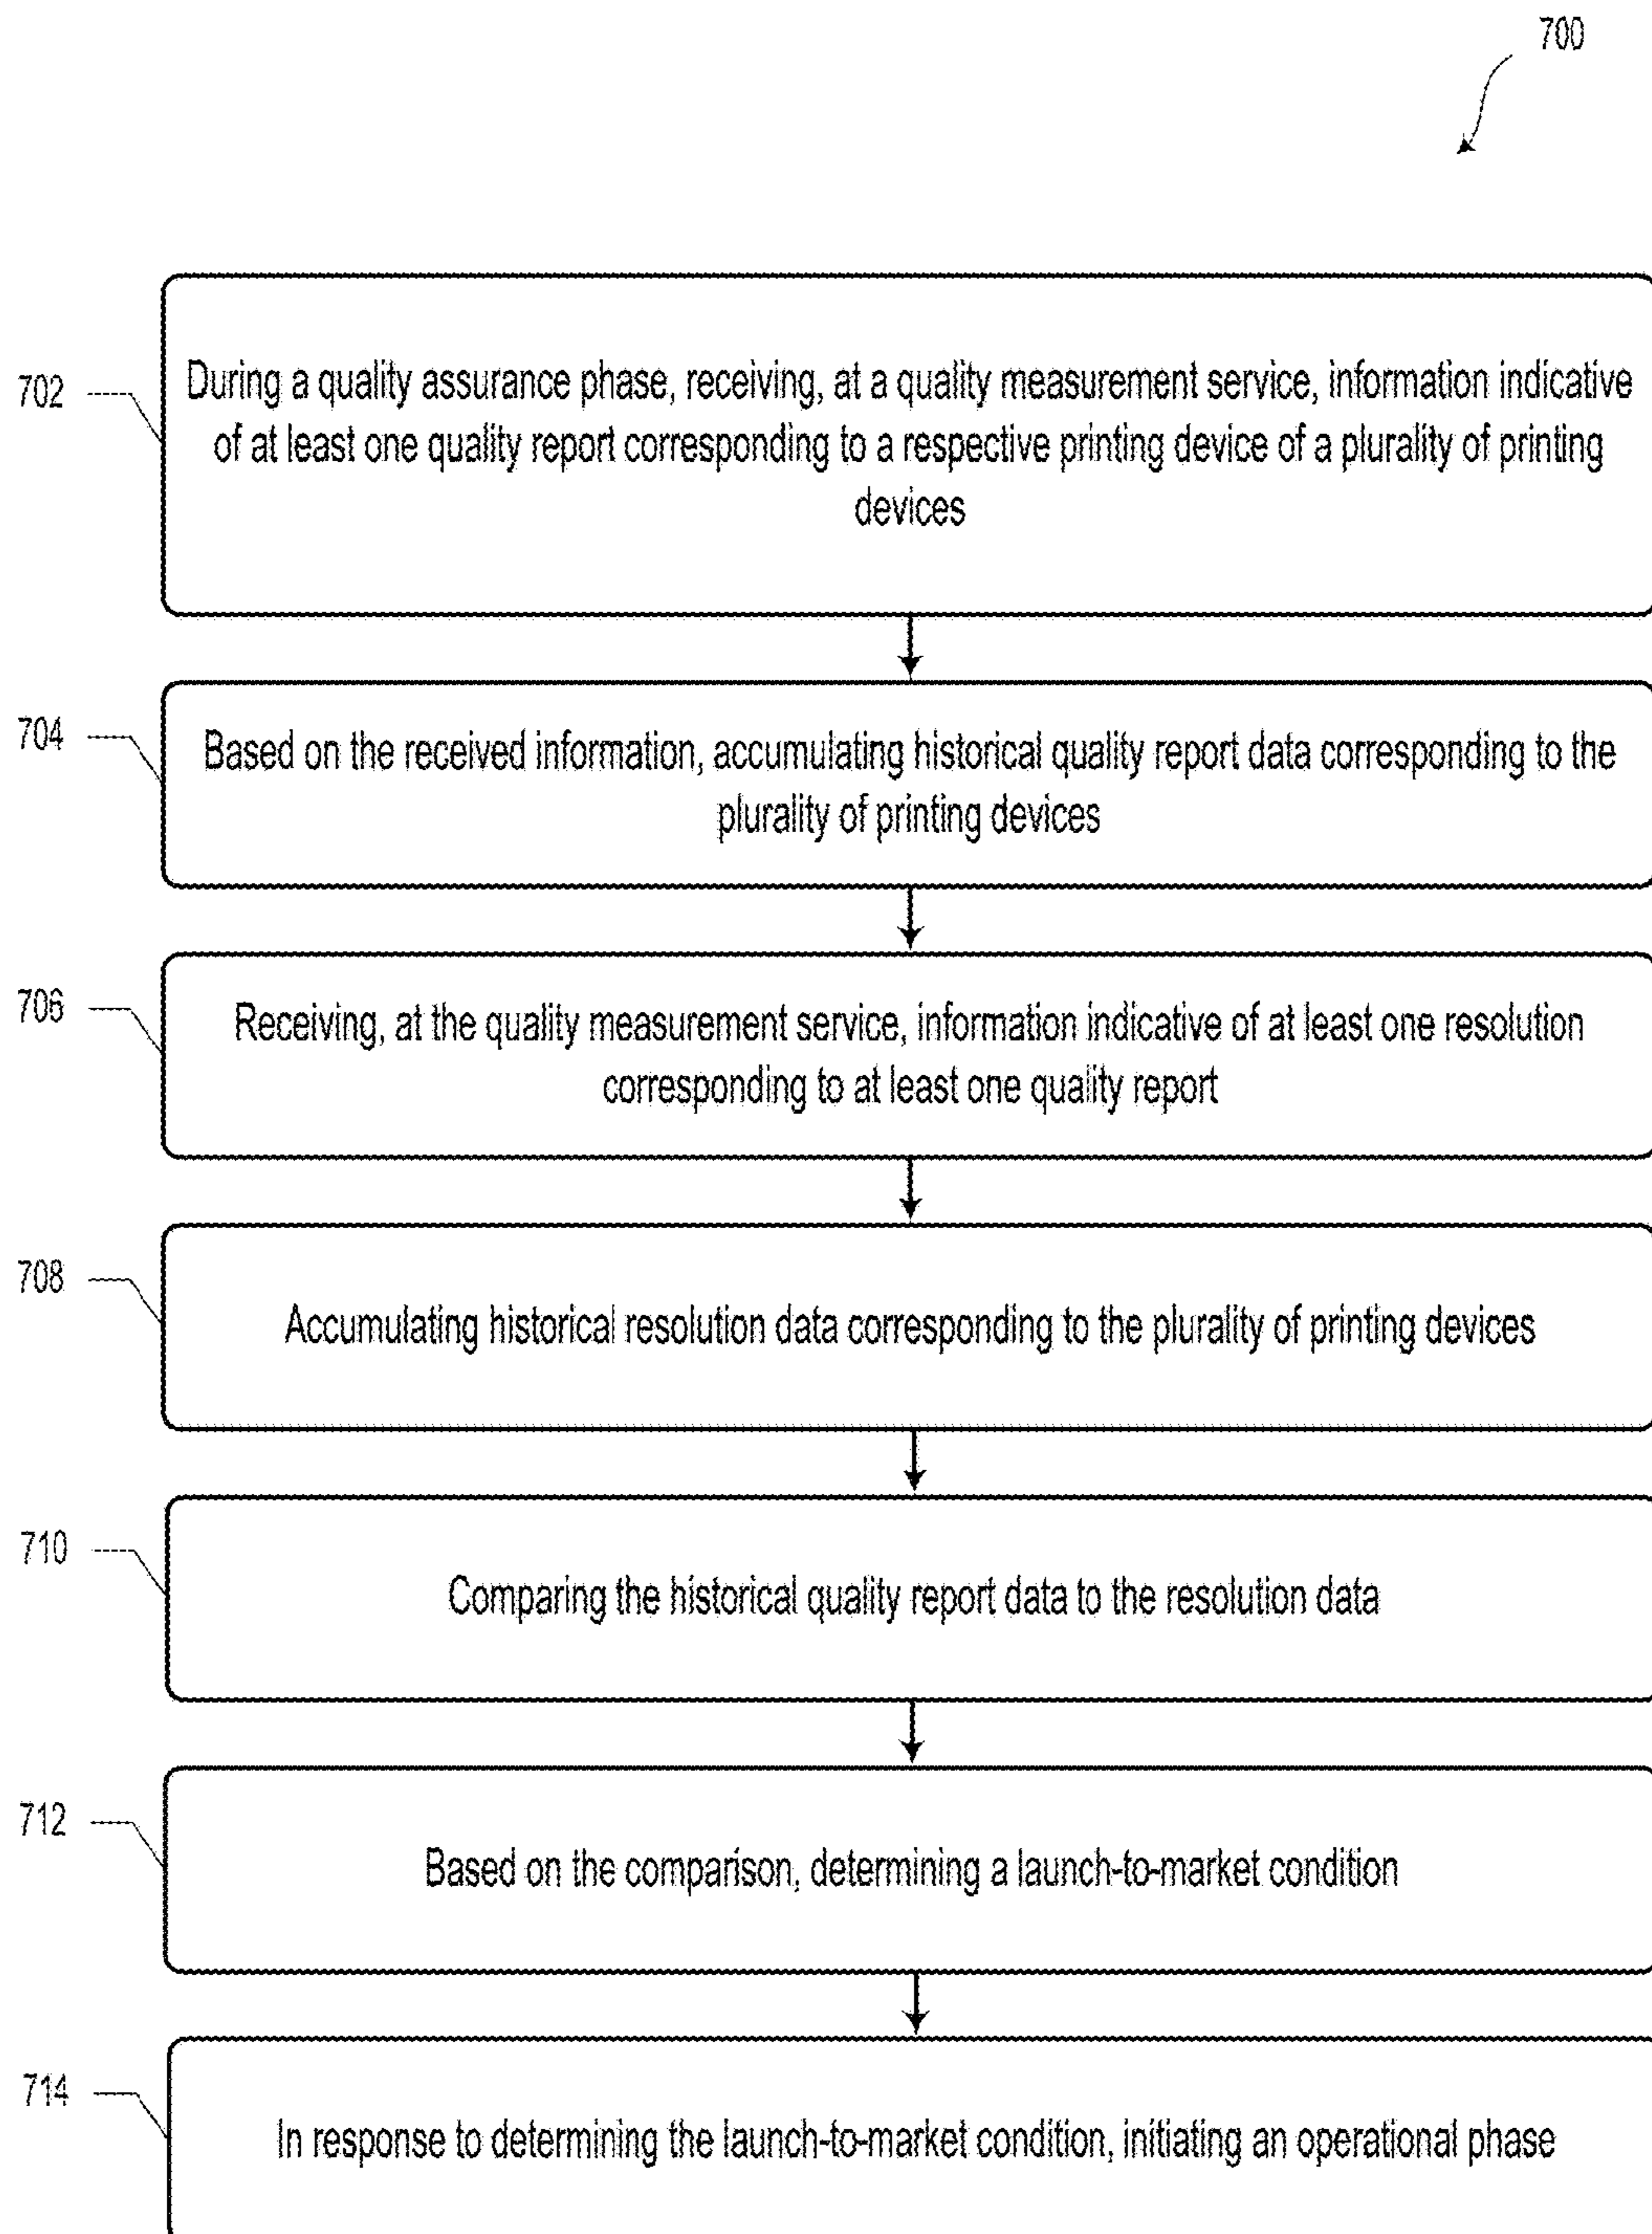 700
702
During a quality assurance phase, receiving, at a quality measurement service, information indicative
of at least one quality report corresponding to a respective printing device of a plurality of printing
devices
704
Based on the received information, accumulating historical quality report data corresponding to the
plurality of printing devices
706
Receiving, at the quality measurement service, information indicative of at least one resolution
corresponding to at least one quality report
708
Accumulating historical resolution data corresponding to the plurality of printing devices
710
Comparing the historical quality report data to the resolution data
712
Based on the comparison, determining a launch-to-market condition
714
In response to determining the launch-to-market condition, initiating an operational phase